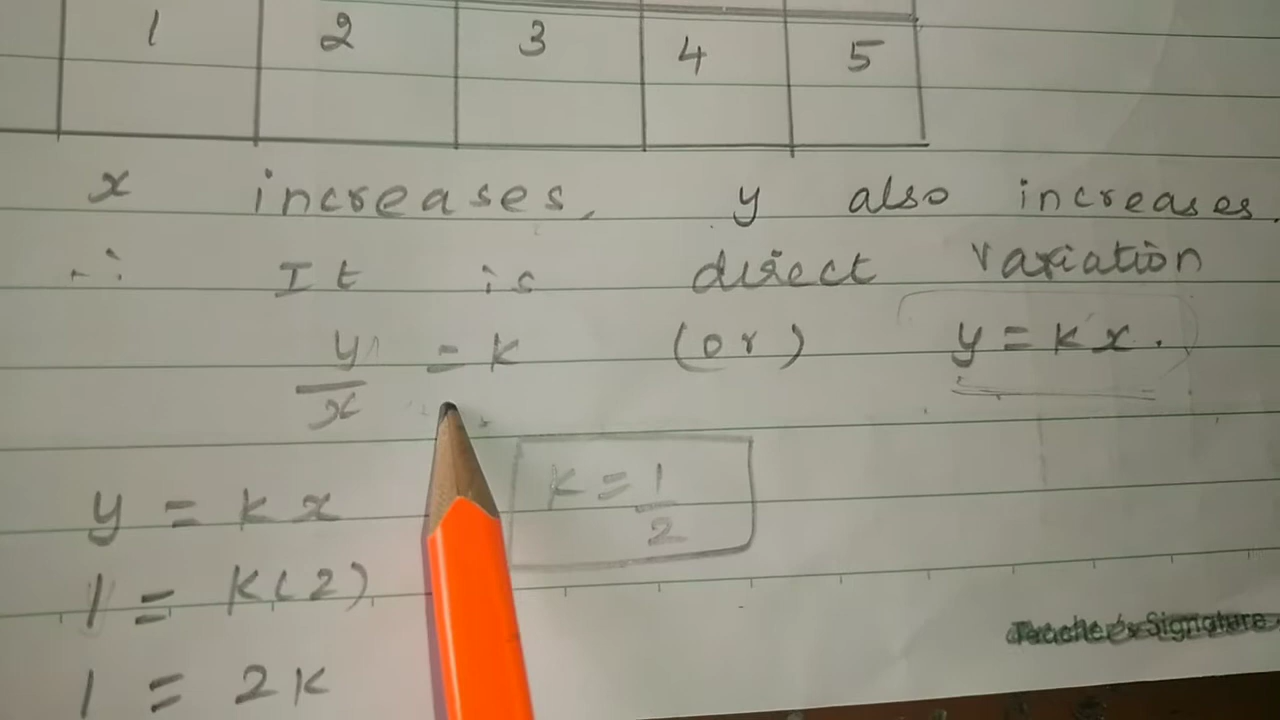 1 2 3 4 5
x increases, y also increases.
∴ It is direct variation
y/x = k (or) y = kx.
y = kx
k = 1/2
1 = k(2)
1 = 2k
Teacher's Signature